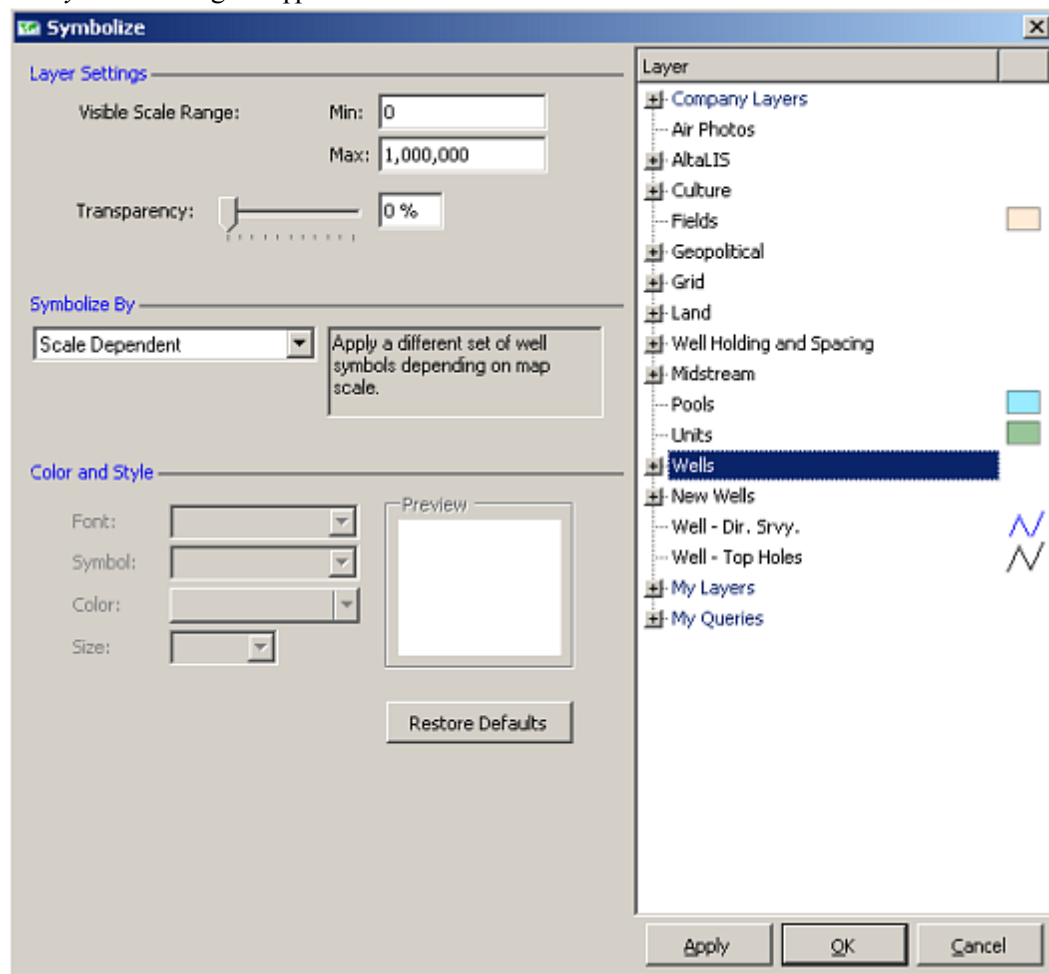 Symbolize
Layer Settings
Visible Scale Range:
Min: 0
Max: 1,000,000
Transparency:
0 %
Symbolize By
Scale Dependent
Apply a different set of well
symbols depending on map
scale.
Color and Style
Font:
Symbol:
Color:
Size:
Preview
Restore Defaults
Layer
Company Layers
Air Photos
AltaLIS
Culture
Fields
Geopolitical
Grid
Land
Well Holding and Spacing
Midstream
Pools
Units
Wells
New Wells
Well - Dir. Srvy.
Well - Top Holes
My Layers
My Queries
Apply
OK
Cancel